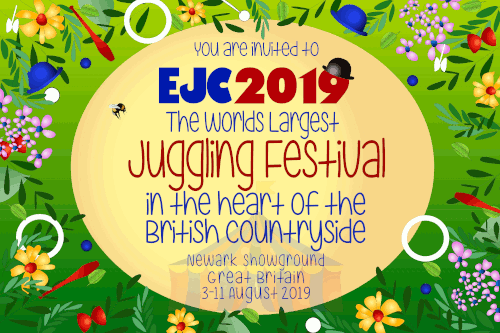 You are invited to
EJC2019
The Worlds Largest
Juggling Festival
in the heart of the
British Countryside
Newark Showground
Great Britain
3-11 August 2019